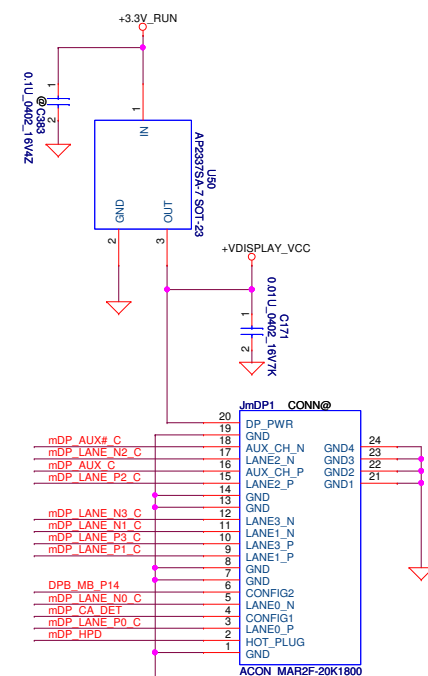 +3.3V_RUN
1
2
@C383
0.1U_0402_16V4Z
1
IN
U50
AP2337SA-7 SOT-23
GND
OUT
2
3
+VDISPLAY_VCC
1
2
C171
0.01U_0402_16V7K
JmDP1 CONN@
20 DP_PWR
19 GND
mDP_AUX#_C 18 AUX_CH_N GND4 24
mDP_LANE_N2_C 17 LANE2_N GND3 23
mDP_AUX_C 16 AUX_CH_P GND2 22
mDP_LANE_P2_C 15 LANE2_P GND1 21
14 GND
13 GND
mDP_LANE_N3_C 12 LANE3_N
mDP_LANE_N1_C 11 LANE1_N
mDP_LANE_P3_C 10 LANE3_P
mDP_LANE_P1_C 9 LANE1_P
8 GND
7 GND
DPB_MB_P14 6 CONFIG2
mDP_LANE_N0_C 5 LANE0_N
mDP_CA_DET 4 CONFIG1
mDP_LANE_P0_C 3 LANE0_P
mDP_HPD 2 HOT_PLUG
1 GND
ACON_MAR2F-20K1800